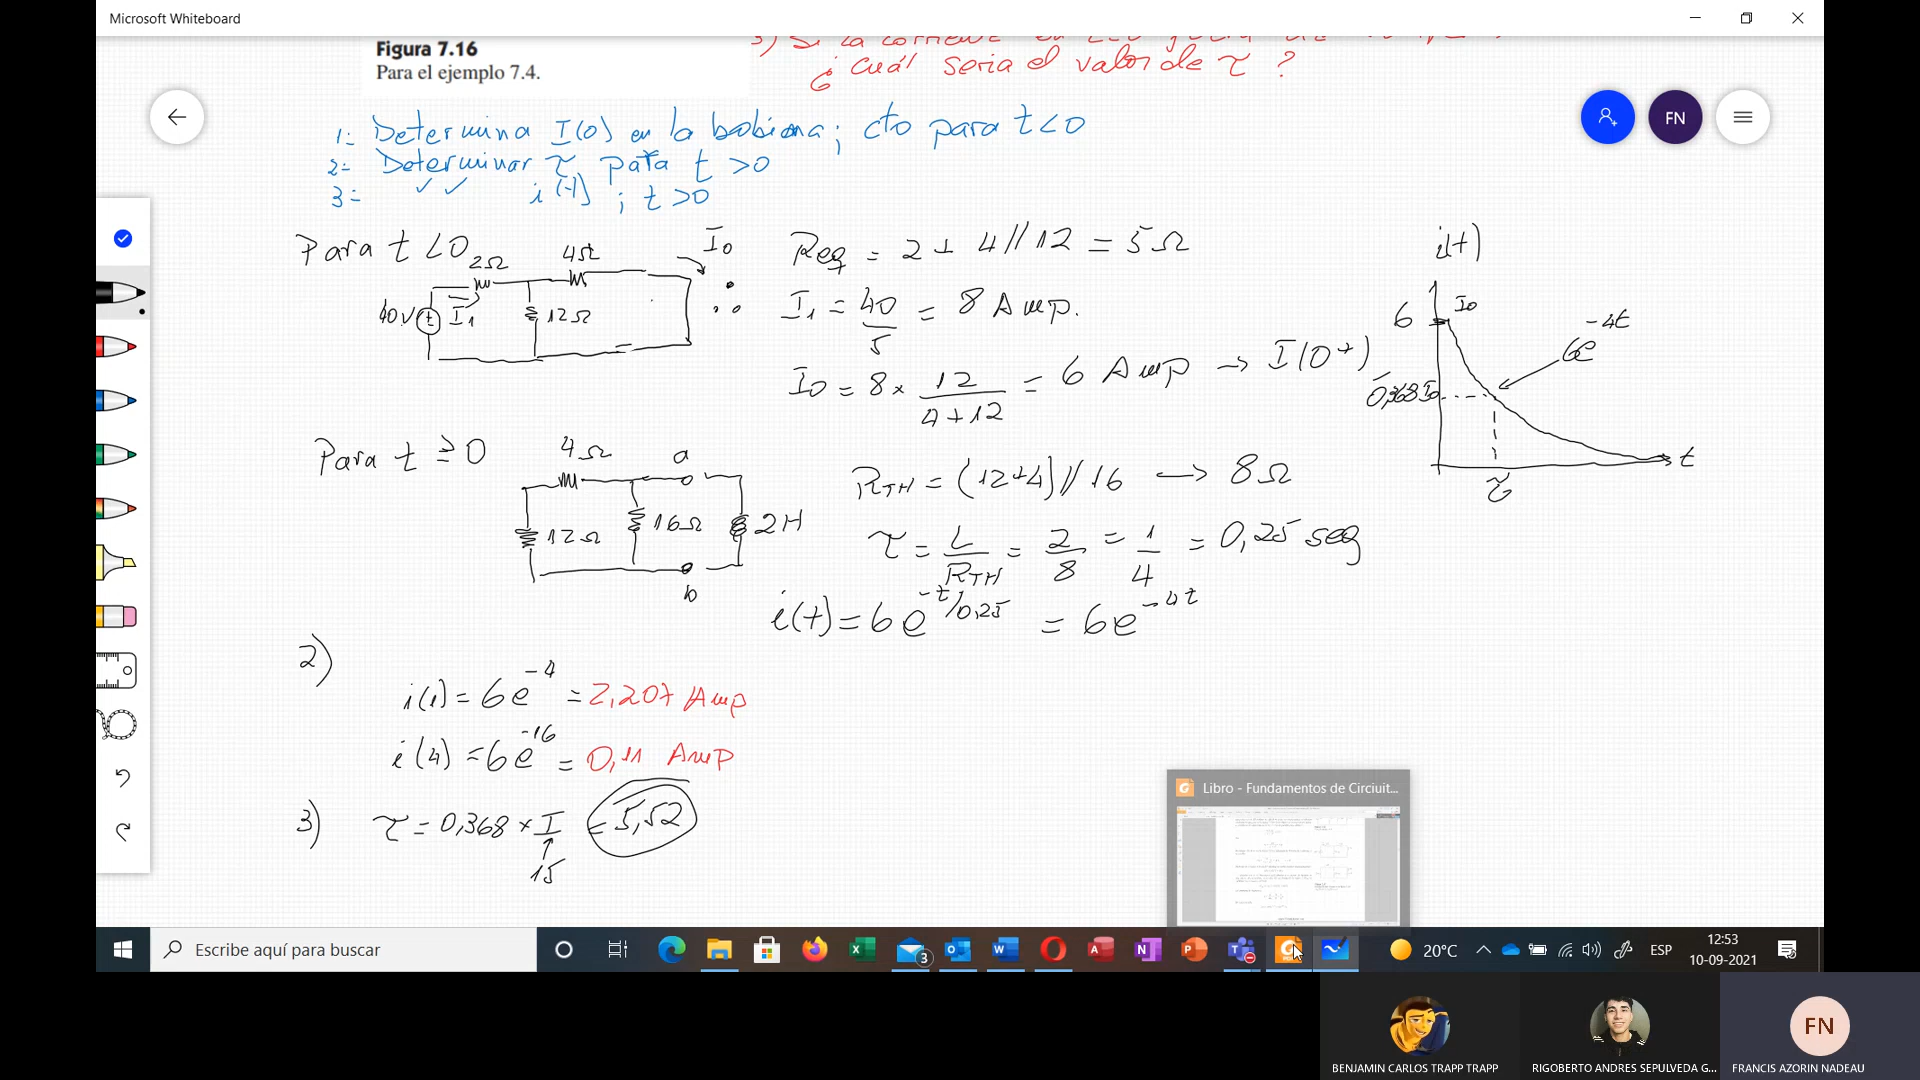 Microsoft Whiteboard
Figura 7.16
Para el ejemplo 7.4.
¿ Cuál seria el valor de τ ?
FN
1= Determina I(0) en la bobina; cto para t<0
2= Determinar τ para t >0
3= ✓ ✓ i(t) ; t >0
Para t<0
2Ω 4Ω I0
40V I1 12Ω
Req = 2 + 4//12 = 5Ω
I1 = 40/5 = 8 Amp.
I0 = 8 × 12/(4+12) = 6 Amp → I(0+)
i(t)
6 I0
6e^-4t
0,368I0
t
τ
Para t ≥ 0
4Ω a
12Ω 16Ω 2H
b
RTH = (12+4)//16 → 8Ω
τ = L/RTH = 2/8 = 1/4 = 0,25 seg
i(t) = 6e^-t/0,25 = 6e^-4t
2)
i(1) = 6e^-4 = 2,207 Amp
i(4) = 6e^-16 = 0,11 Amp
3) τ = 0,368 × I = 5,52
15
Libro - Fundamentos de Circiuit...
Escribe aquí para buscar
3
20°C
ESP
12:53
10-09-2021
FN
BENJAMIN CARLOS TRAPP TRAPP
RIGOBERTO ANDRES SEPULVEDA G...
FRANCIS AZORIN NADEAU